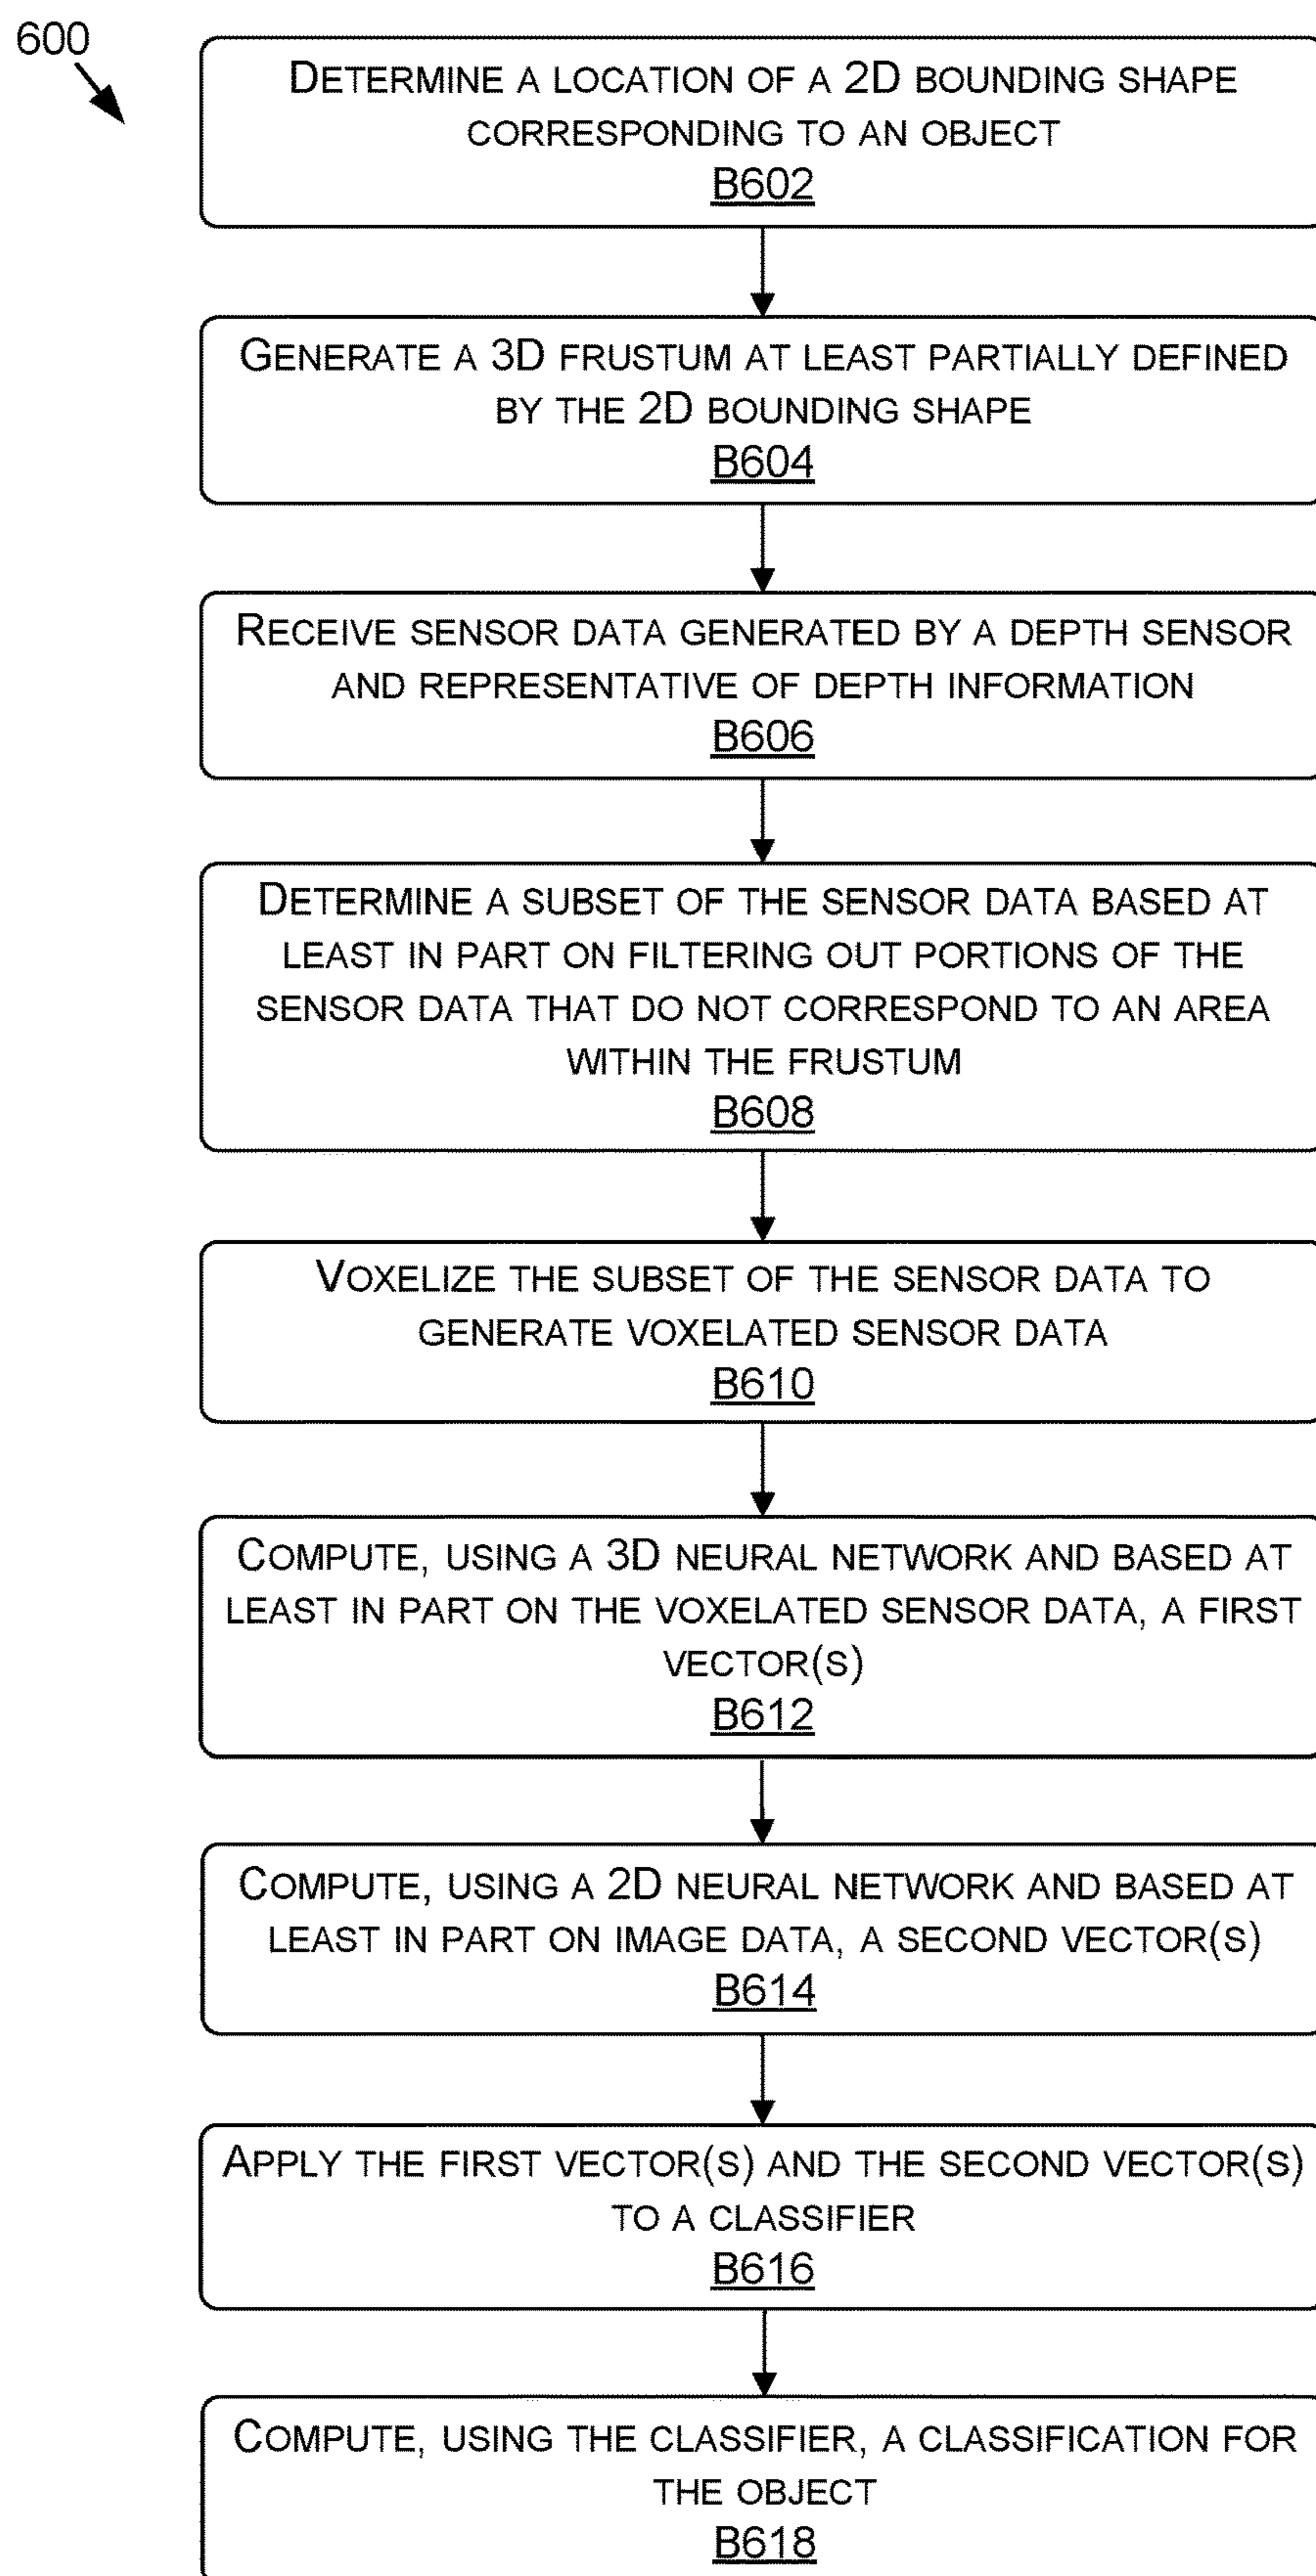 600
DETERMINE A LOCATION OF A 2D BOUNDING SHAPE
CORRESPONDING TO AN OBJECT
B602
GENERATE A 3D FRUSTUM AT LEAST PARTIALLY DEFINED
BY THE 2D BOUNDING SHAPE
B604
RECEIVE SENSOR DATA GENERATED BY A DEPTH SENSOR
AND REPRESENTATIVE OF DEPTH INFORMATION
B606
DETERMINE A SUBSET OF THE SENSOR DATA BASED AT
LEAST IN PART ON FILTERING OUT PORTIONS OF THE
SENSOR DATA THAT DO NOT CORRESPOND TO AN AREA
WITHIN THE FRUSTUM
B608
VOXELIZE THE SUBSET OF THE SENSOR DATA TO
GENERATE VOXELATED SENSOR DATA
B610
COMPUTE, USING A 3D NEURAL NETWORK AND BASED AT
LEAST IN PART ON THE VOXELATED SENSOR DATA, A FIRST
VECTOR(S)
B612
COMPUTE, USING A 2D NEURAL NETWORK AND BASED AT
LEAST IN PART ON IMAGE DATA, A SECOND VECTOR(S)
B614
APPLY THE FIRST VECTOR(S) AND THE SECOND VECTOR(S)
TO A CLASSIFIER
B616
COMPUTE, USING THE CLASSIFIER, A CLASSIFICATION FOR
THE OBJECT
B618